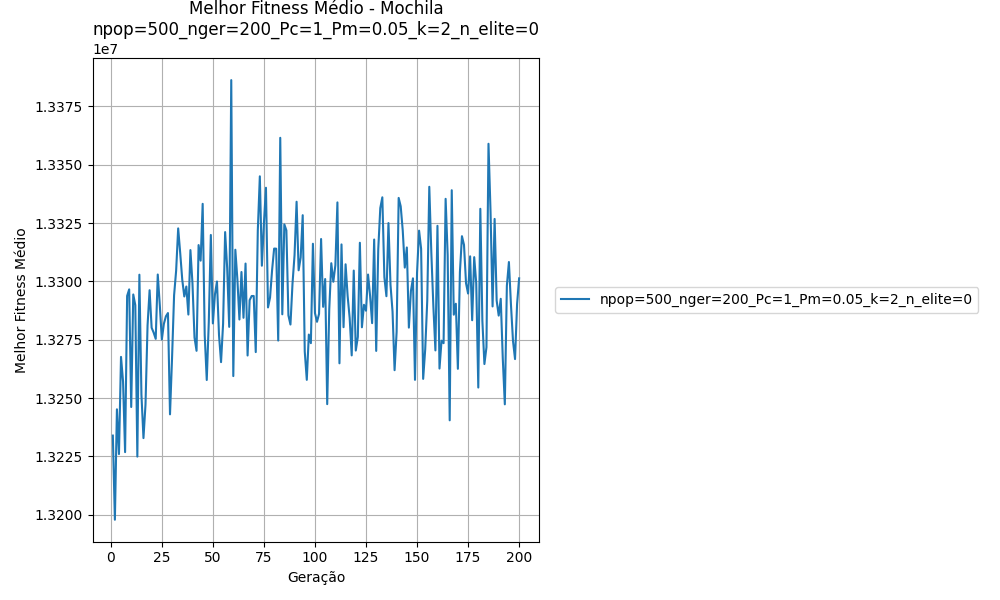 Melhor Fitness Médio - Mochila
npop=500_nger=200_Pc=1_Pm=0.05_k=2_n_elite=0
1e7
1.3375
1.3350
1.3325
1.3300
1.3275
1.3250
1.3225
1.3200
Melhor Fitness Médio
0 25 50 75 100 125 150 175 200
Geração
npop=500_nger=200_Pc=1_Pm=0.05_k=2_n_elite=0